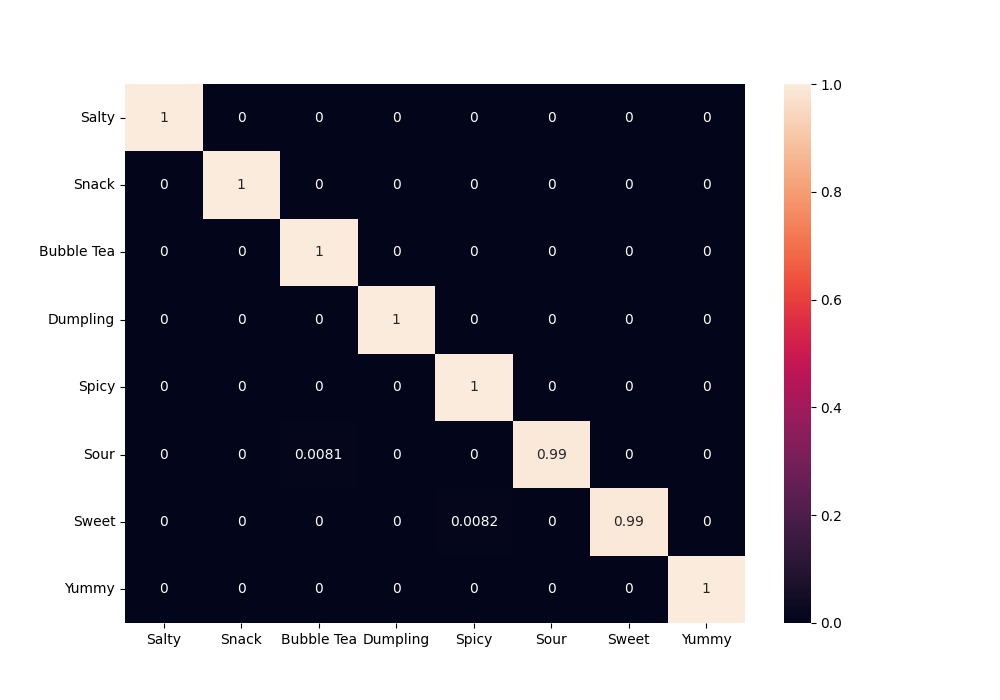 Salty 1 0 0 0 0 0 0 0 1.0
Snack 0 1 0 0 0 0 0 0 0.8
Bubble Tea 0 0 1 0 0 0 0 0
Dumpling 0 0 0 1 0 0 0 0 0.6
Spicy 0 0 0 0 1 0 0 0 0.4
Sour 0 0 0.0081 0 0 0.99 0 0
Sweet 0 0 0 0 0.0082 0 0.99 0 0.2
Yummy 0 0 0 0 0 0 0 1 0.0
Salty Snack Bubble Tea Dumpling Spicy Sour Sweet Yummy